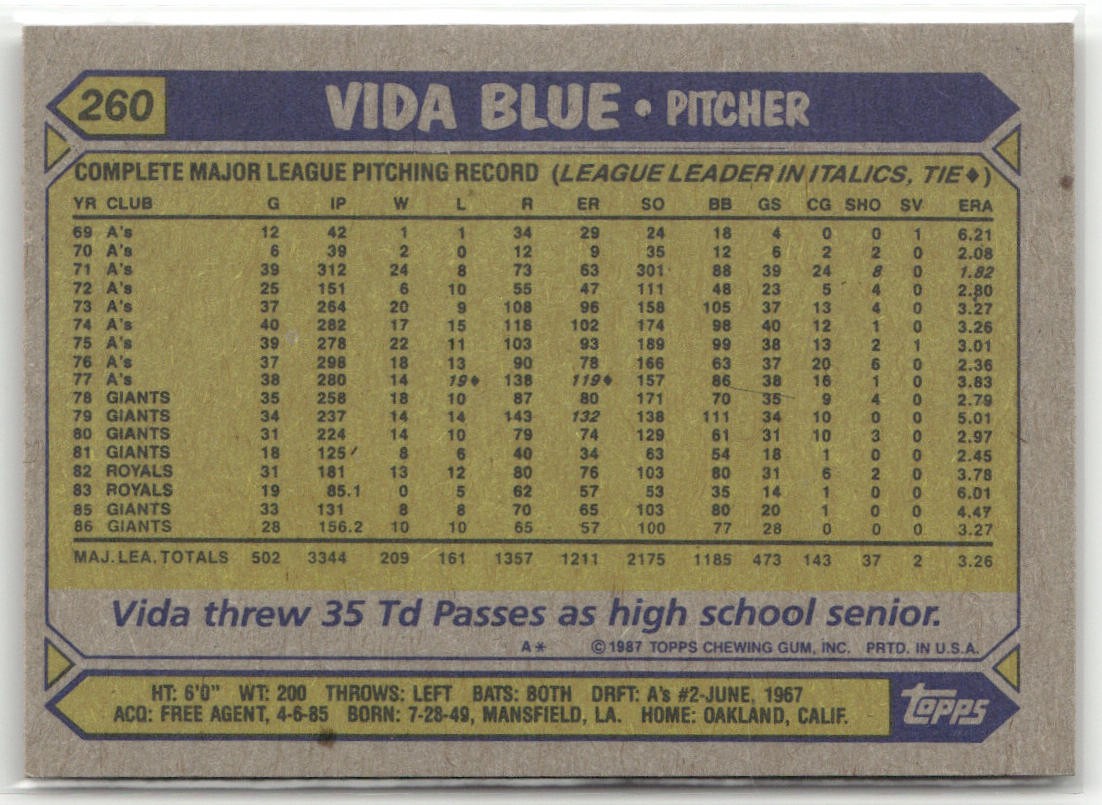 260 VIDA BLUE • PITCHER
COMPLETE MAJOR LEAGUE PITCHING RECORD (LEAGUE LEADER IN ITALICS, TIE♦)
YR CLUB G IP W L R ER SO BB GS CG SHO SV ERA
69 A's 12 42 1 1 34 29 24 18 4 0 0 1 6.21
70 A's 6 39 2 0 12 9 35 12 6 2 2 0 2.08
71 A's 39 312 24 8 73 63 301 88 39 24 8 0 1.82
72 A's 25 151 6 10 55 47 111 48 23 5 4 0 2.80
73 A's 37 264 20 9 108 96 158 105 37 13 4 0 3.27
74 A's 40 282 17 15 118 102 174 98 40 12 1 0 3.26
75 A's 39 278 22 11 103 93 189 99 38 13 2 1 3.01
76 A's 37 298 18 13 90 78 166 63 37 20 6 0 2.36
77 A's 38 280 14 19♦ 138 119♦ 157 86 38 16 1 0 3.83
78 GIANTS 35 258 18 10 87 80 171 70 35 9 4 0 2.79
79 GIANTS 34 237 14 14 143 132 138 111 34 10 0 0 5.01
80 GIANTS 31 224 14 10 79 74 129 61 31 10 3 0 2.97
81 GIANTS 18 125 8 6 40 34 63 54 18 1 0 0 2.45
82 ROYALS 31 181 13 12 80 76 103 80 31 6 2 0 3.78
83 ROYALS 19 85.1 0 5 62 57 53 35 14 1 0 0 6.01
85 GIANTS 33 131 8 8 70 65 103 80 20 1 0 0 4.47
86 GIANTS 28 156.2 10 10 65 57 100 77 28 0 0 0 3.27
MAJ. LEA. TOTALS 502 3344 209 161 1357 1211 2175 1185 473 143 37 2 3.26
Vida threw 35 Td Passes as high school senior.
A* ©1987 TOPPS CHEWING GUM, INC. PRTD. IN U.S.A.
HT: 6'0" WT: 200 THROWS: LEFT BATS: BOTH DRFT: A's #2-JUNE, 1967
ACQ: FREE AGENT, 4-6-85 BORN: 7-28-49, MANSFIELD, LA. HOME: OAKLAND, CALIF.
topps